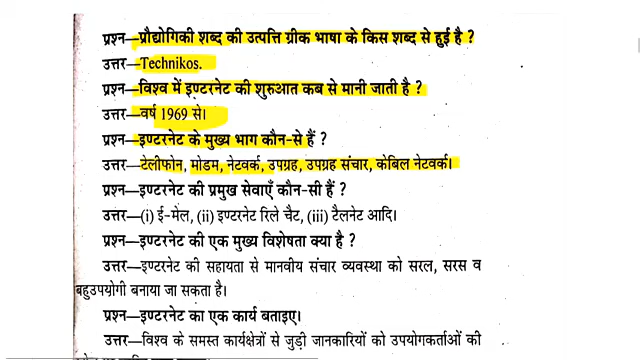 प्रश्न—प्रौद्योगिकी शब्द की उत्पत्ति ग्रीक भाषा के किस शब्द से हुई है ?
उत्तर—Technikos.
प्रश्न—विश्व में इण्टरनेट की शुरुआत कब से मानी जाती है ?
उत्तर—वर्ष 1969 से।
प्रश्न—इण्टरनेट के मुख्य भाग कौन-से हैं ?
उत्तर—टेलीफोन, मोडम, नेटवर्क, उपग्रह, उपग्रह संचार, केबिल नेटवर्क।
प्रश्न—इण्टरनेट की प्रमुख सेवाएँ कौन-सी हैं ?
उत्तर—(i) ई-मेल, (ii) इण्टरनेट रिले चैट, (iii) टैलनेट आदि।
प्रश्न—इण्टरनेट की एक मुख्य विशेषता क्या है ?
उत्तर—इण्टरनेट की सहायता से मानवीय संचार व्यवस्था को सरल, सरस व
बहुउपयोगी बनाया जा सकता है।
प्रश्न—इण्टरनेट का एक कार्य बताइए।
उत्तर—विश्व के समस्त कार्यक्षेत्रों से जुड़ी जानकारियों को उपयोगकर्ताओं की